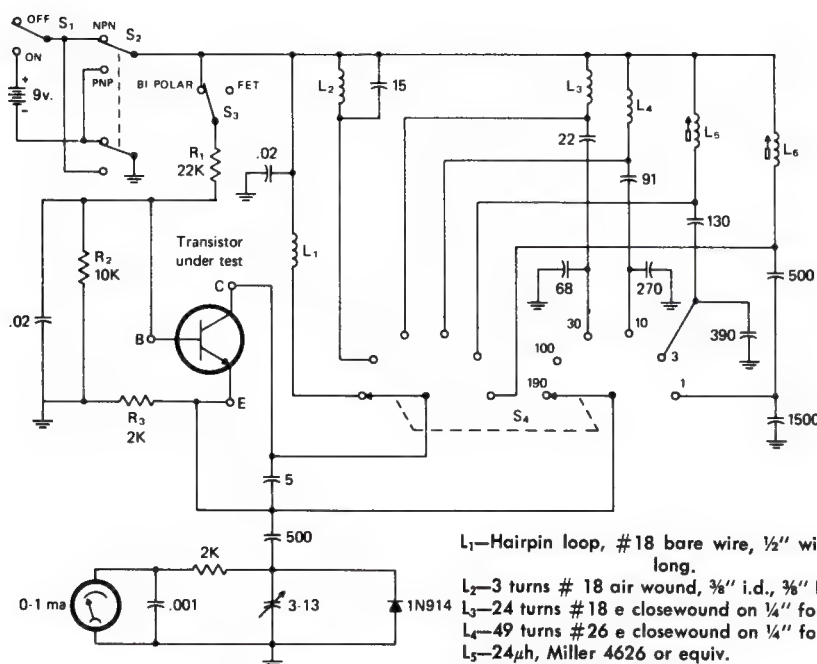 OFF
S1
NPN
S2
ON
+
PNP
9v.
-
BI POLAR
FET
S3
R1
22K
.02
L1
L2
15
L3
22
L4
91
L5
130
L6
500
R2
10K
Transistor
under test
C
B
E
.02
R3
2K
68
270
390
30
10
100
3
190
1
S4
1500
5
500
2K
0-1 ma
.001
3-13
1N914
L1—Hairpin loop, #18 bare wire, ½"
long.
L2—3 turns # 18 air wound, ⅜" i.d., ⅜"
L3—24 turns #18 e closewound on ¼"
L4—49 turns #26 e closewound on ¼"
L5—24μh, Miller 4626 or equiv.